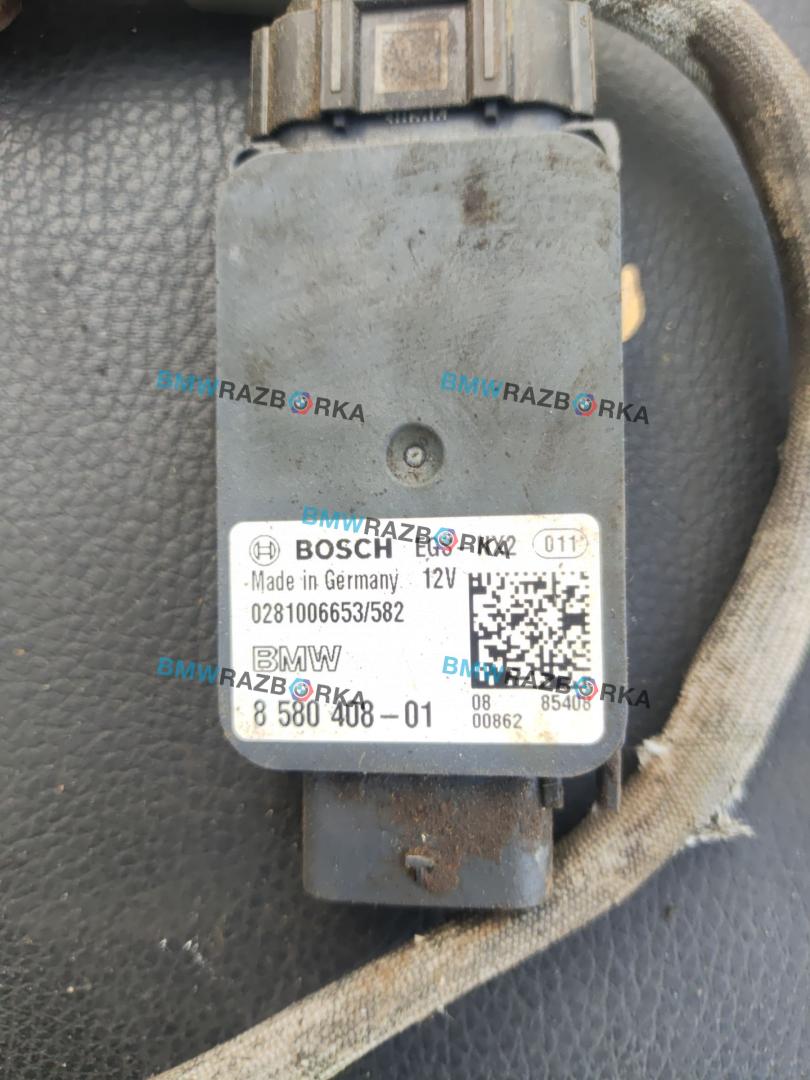 BMWRAZBORKA BMWRAZBORKA
BMWRAZBORKA
BOSCH 011
Made in Germany 12V
0281006653/582
BMW
BMWRAZBORKA BMWRAZBORKA
8 580 408-01
08 85408
00862